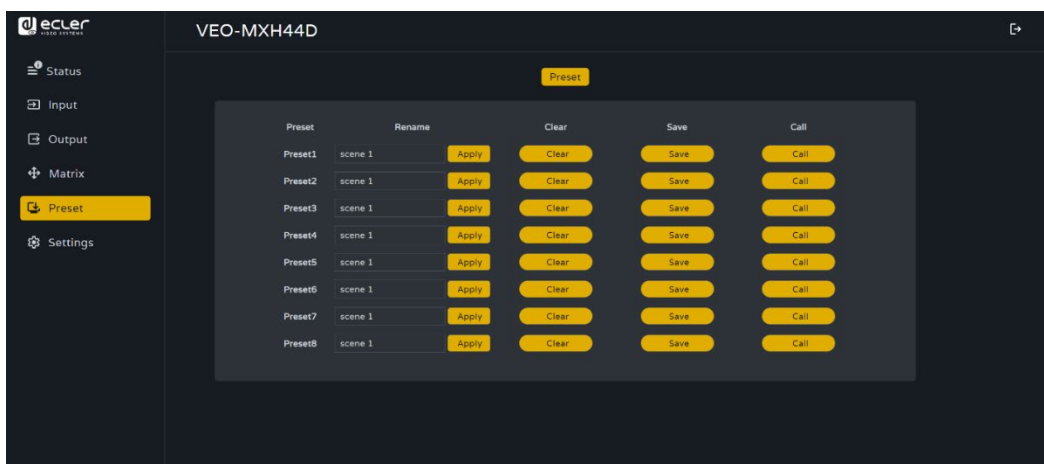 ecler
VIDEO SYSTEMS
VEO-MXH44D
Status
Input
Output
Matrix
Preset
Settings
Preset
Preset Rename Clear Save Call
Preset1 scene 1 Apply Clear Save Call
Preset2 scene 1 Apply Clear Save Call
Preset3 scene 1 Apply Clear Save Call
Preset4 scene 1 Apply Clear Save Call
Preset5 scene 1 Apply Clear Save Call
Preset6 scene 1 Apply Clear Save Call
Preset7 scene 1 Apply Clear Save Call
Preset8 scene 1 Apply Clear Save Call